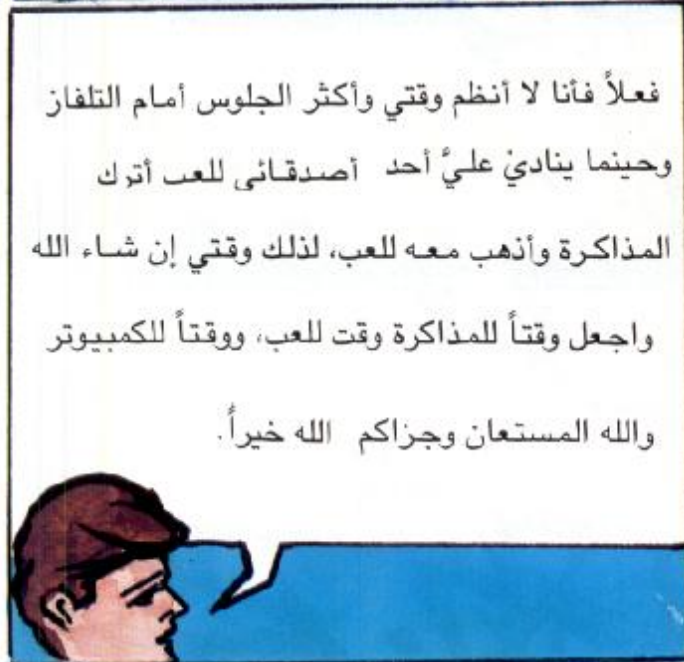 فعلاً فأنا لا أنظم وقتي وأكثر الجلوس أمام التلفاز
وحينما يناديْ عليَّ أحد أصدقائي للعب أترك
المذاكرة وأذهب معه للعب، لذلك وقتي إن شاء الله
واجعل وقتاً للمذاكرة وقت للعب، ووقتاً للكمبيوتر
والله المستعان وجزاكم الله خيراً.